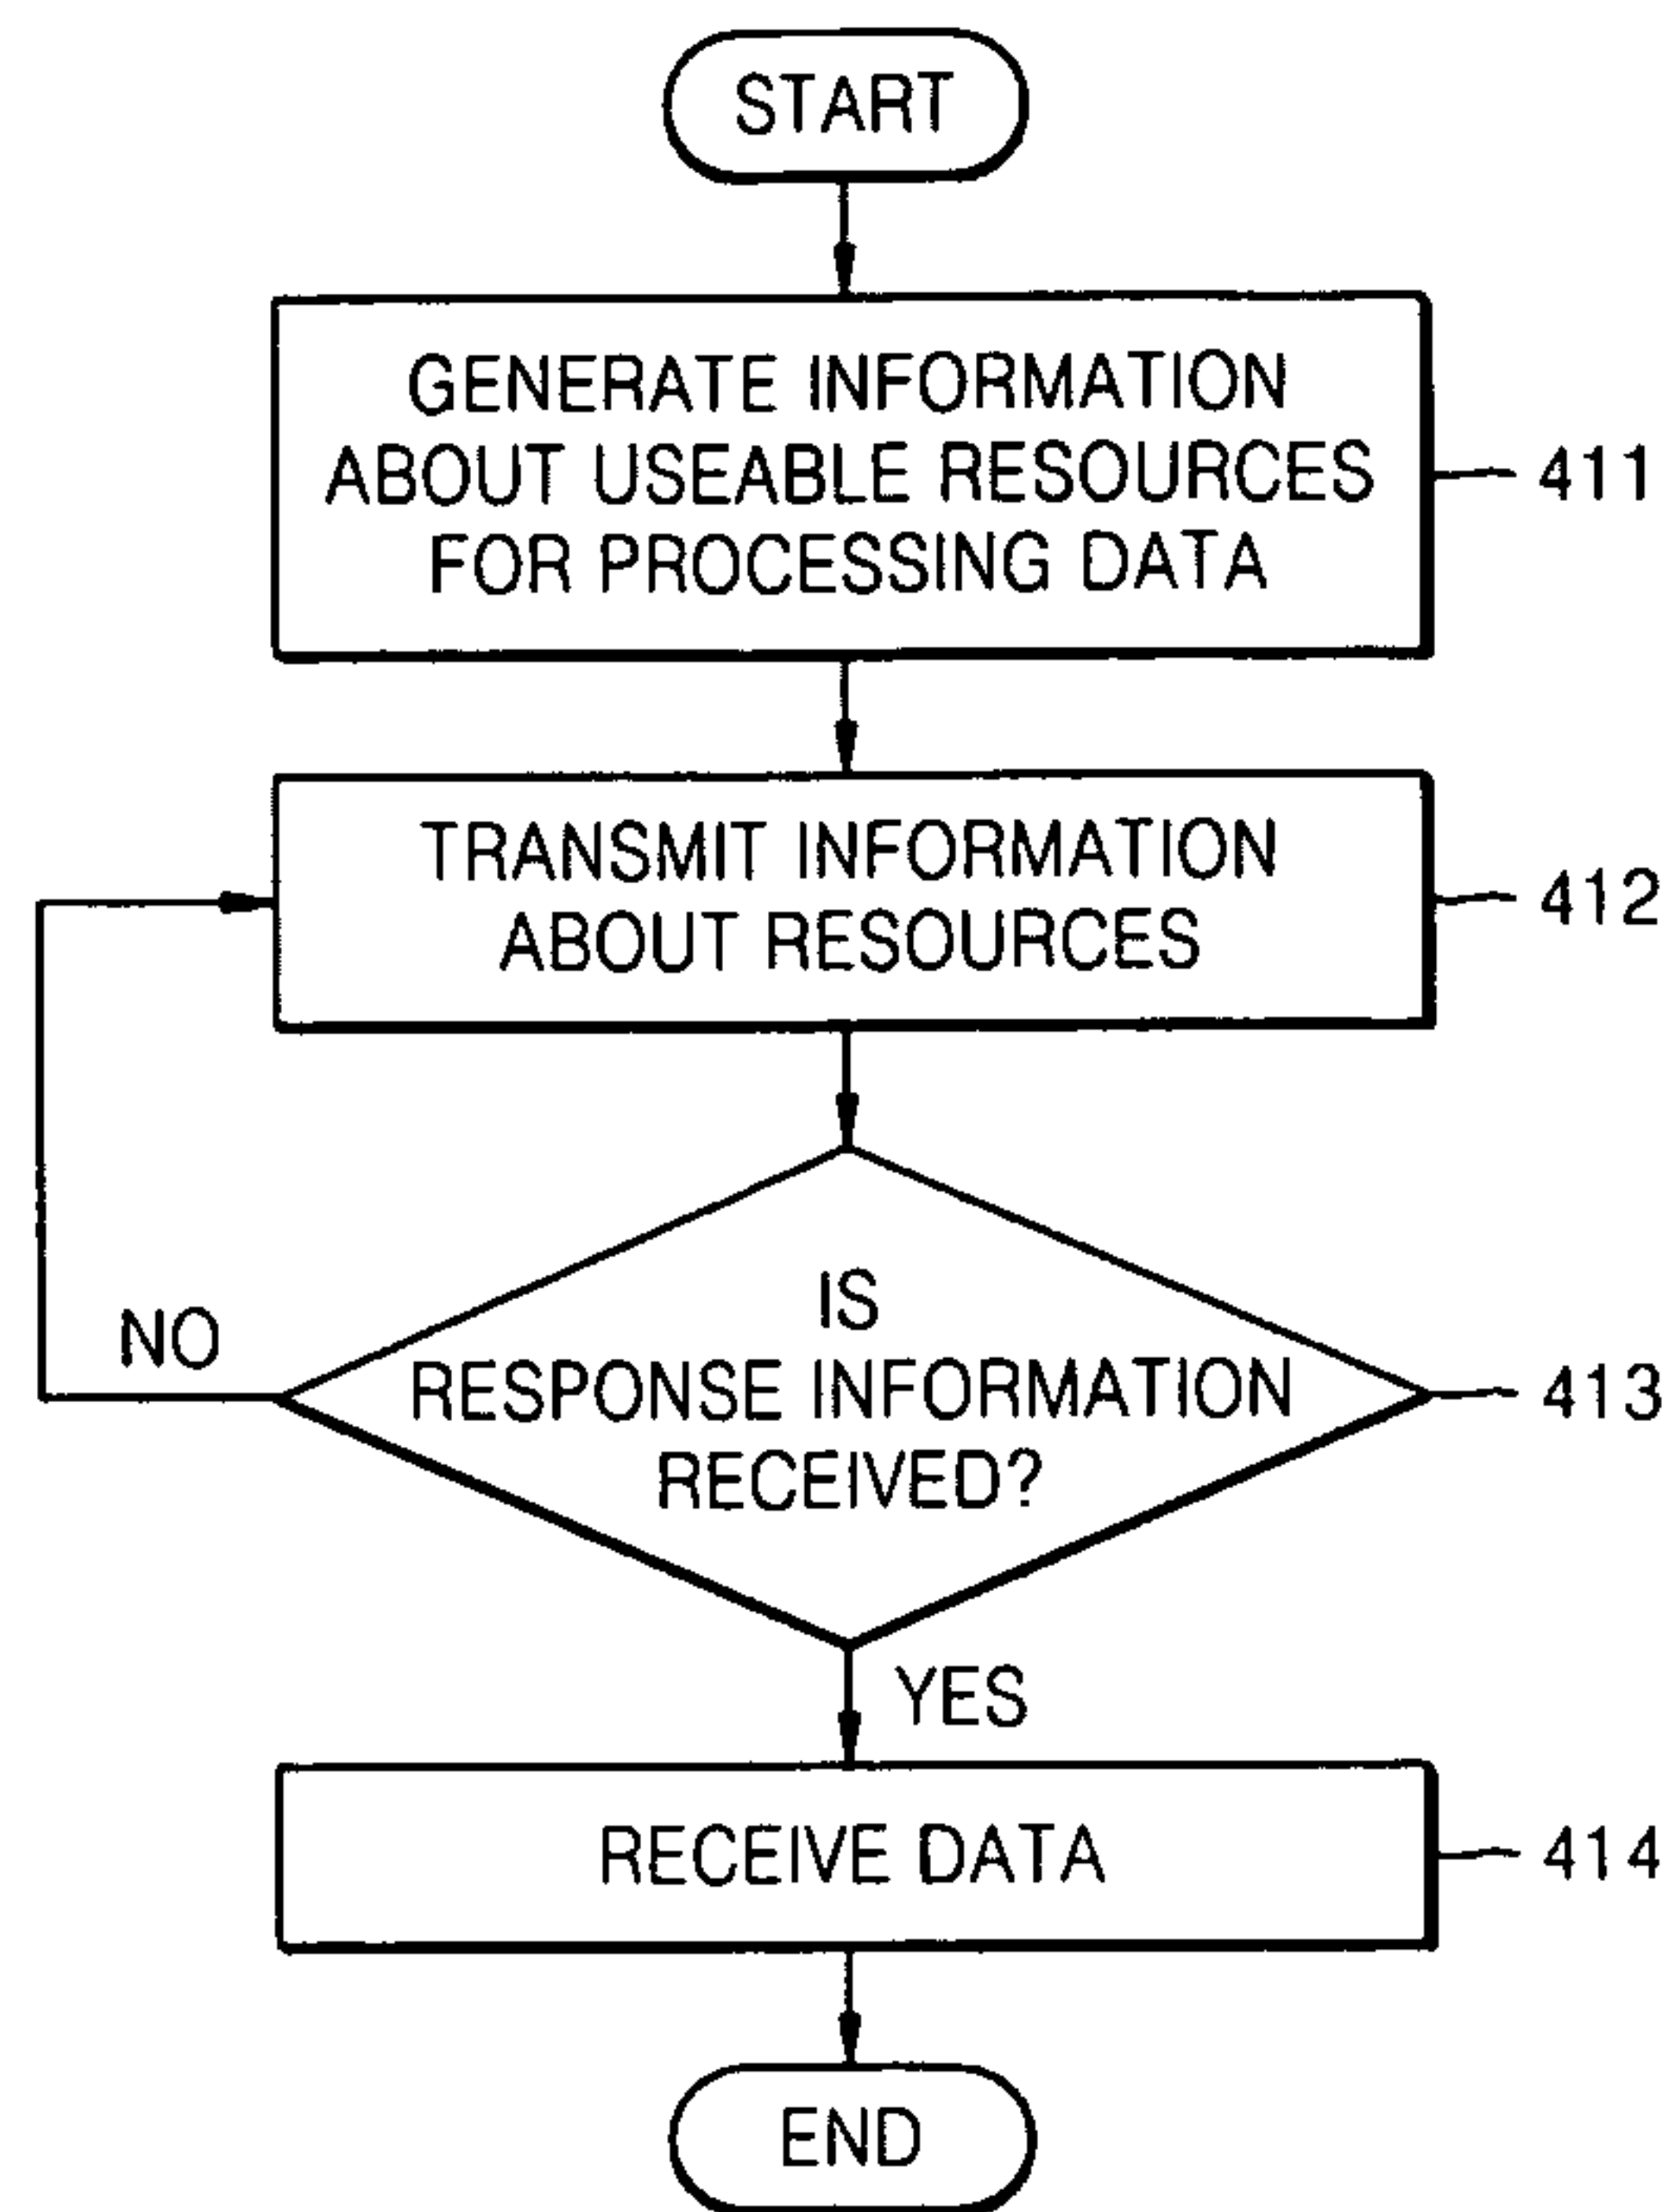 START
GENERATE INFORMATION
ABOUT USEABLE RESOURCES
FOR PROCESSING DATA
411
TRANSMIT INFORMATION
ABOUT RESOURCES
412
IS
RESPONSE INFORMATION
RECEIVED?
413
NO
YES
RECEIVE DATA
414
END